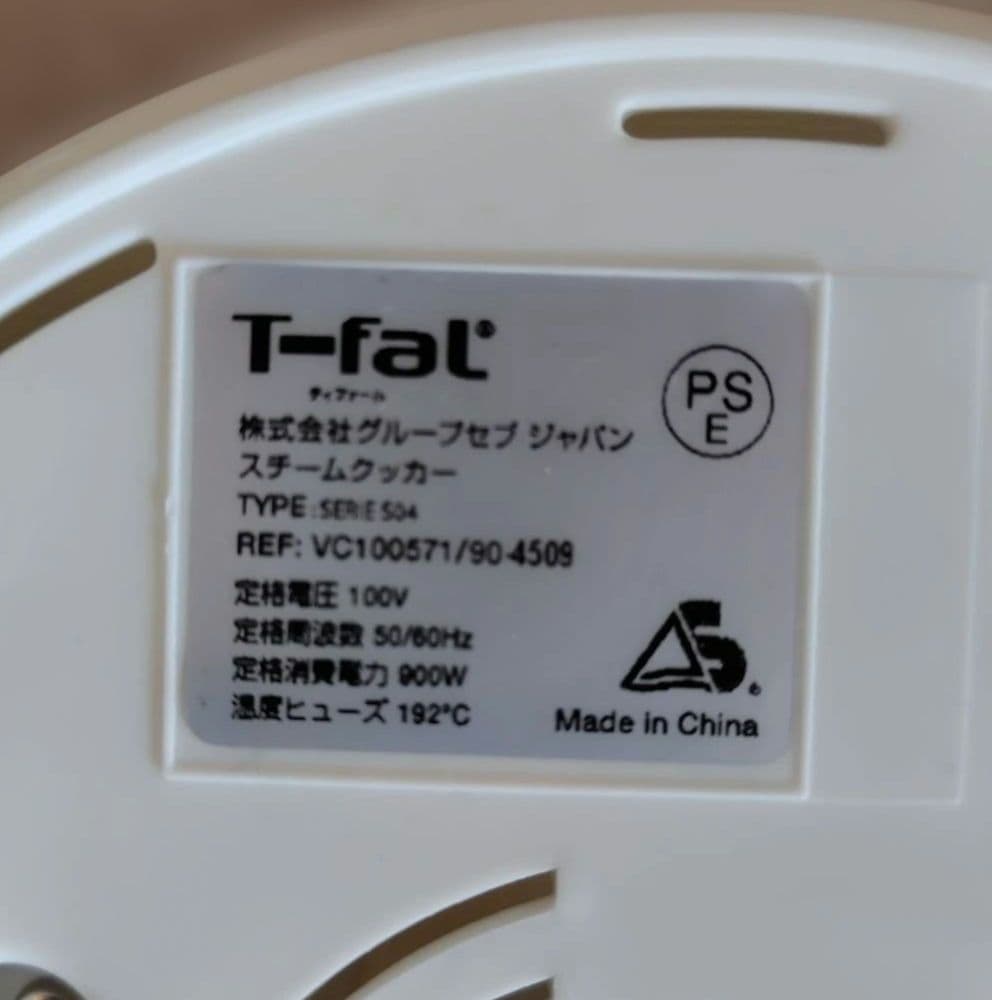 T-fal®
ティファール
株式会社グループセブ ジャパン
スチームクッカー
TYPE:SERIE S04
REF: VC100571/90-4509
定格電圧 100V
定格周波数 50/60Hz
定格消費電力 900W
温度ヒューズ 192°C
PS
E
S
Made in China